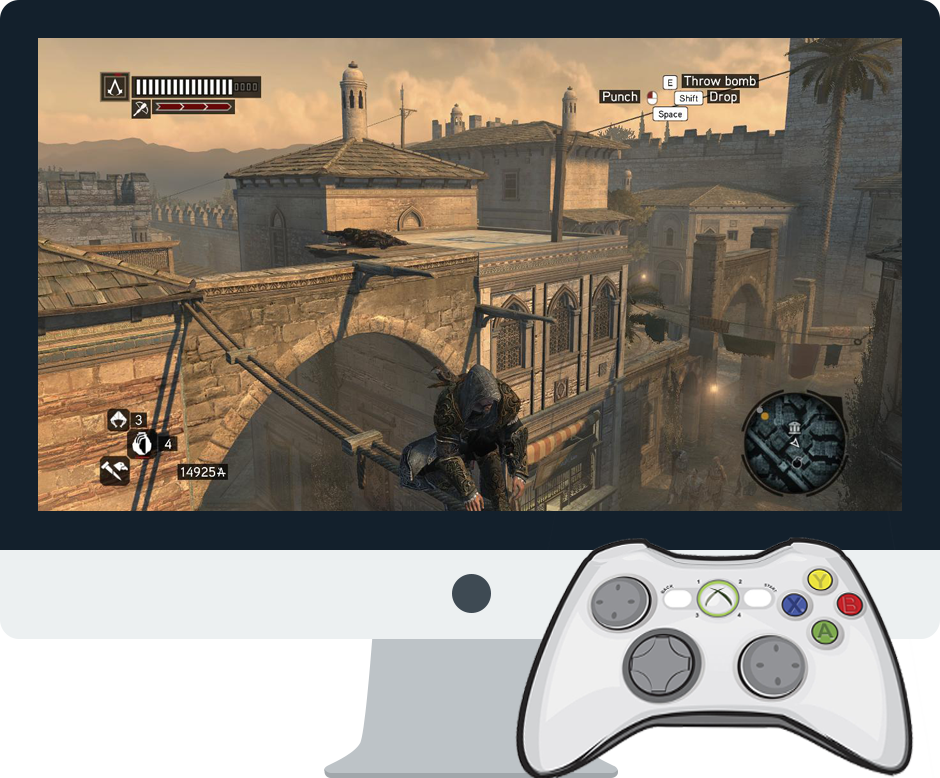 E Throw bomb
Punch Shift Drop
Space
3
4
14925
1 2
BACK START
3 4
Y
X B
A